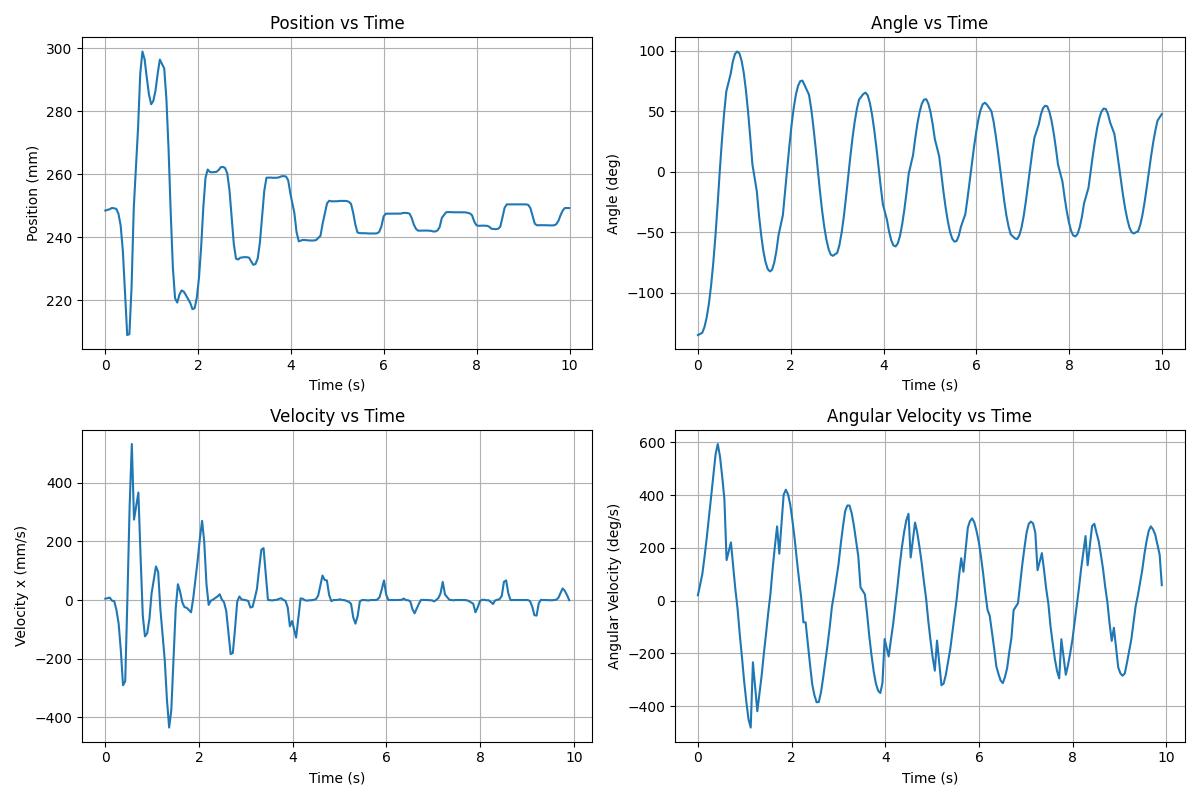 Position vs Time
Position (mm)
300
280
260
240
220
0 2 4 6 8 10
Time (s)
Angle vs Time
Angle (deg)
100
50
0
−50
−100
0 2 4 6 8 10
Time (s)
Velocity vs Time
Velocity x (mm/s)
400
200
0
−200
−400
0 2 4 6 8 10
Time (s)
Angular Velocity vs Time
Angular Velocity (deg/s)
600
400
200
0
−200
−400
0 2 4 6 8 10
Time (s)